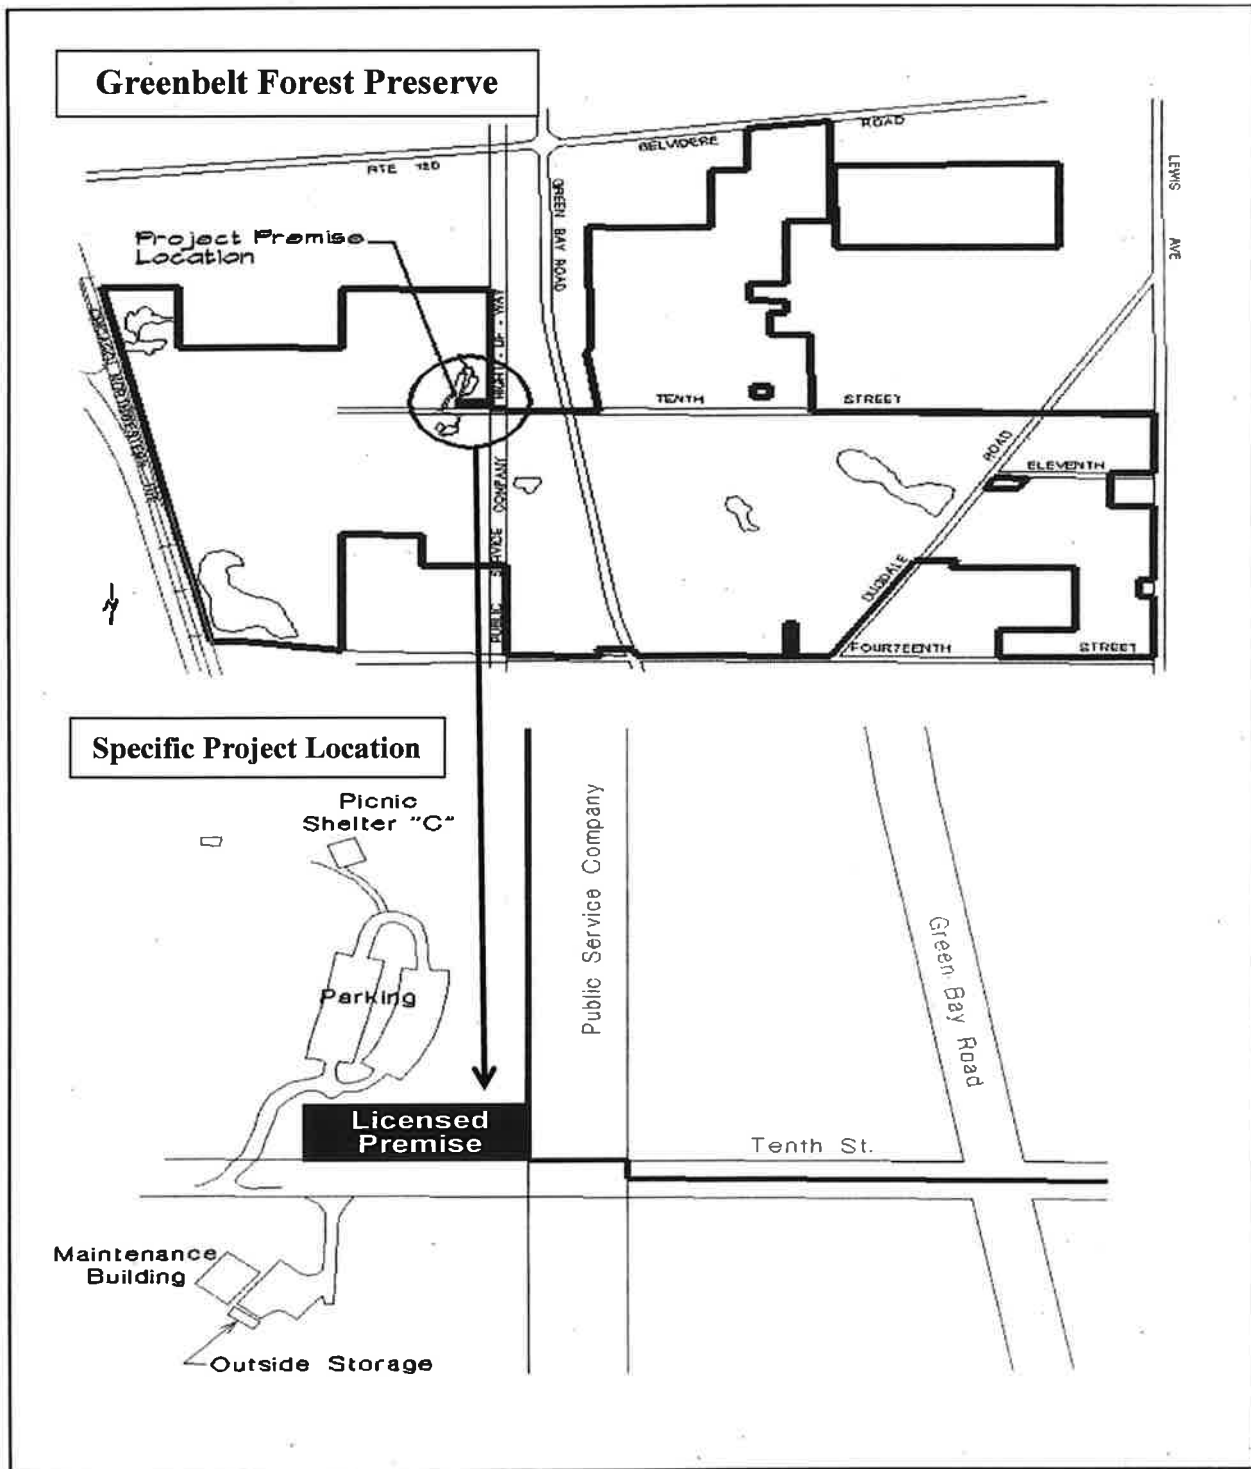 Greenbelt Forest Preserve
RTE 120
BELVIDERE
ROAD
LEWIS
AVE
GREEN BAY ROAD
Project Premise
Location
RIGHT - OF - WAY
TENTH
STREET
ROAD
ELEVENTH
PUBLIC SERVICE COMPANY
DUGDALE
FOURTEENTH
STREET
N
Specific Project Location
Picnic
Shelter "C"
Public Service Company
Green Bay Road
Parking
Licensed
Premise
Tenth St.
Maintenance
Building
Outside Storage